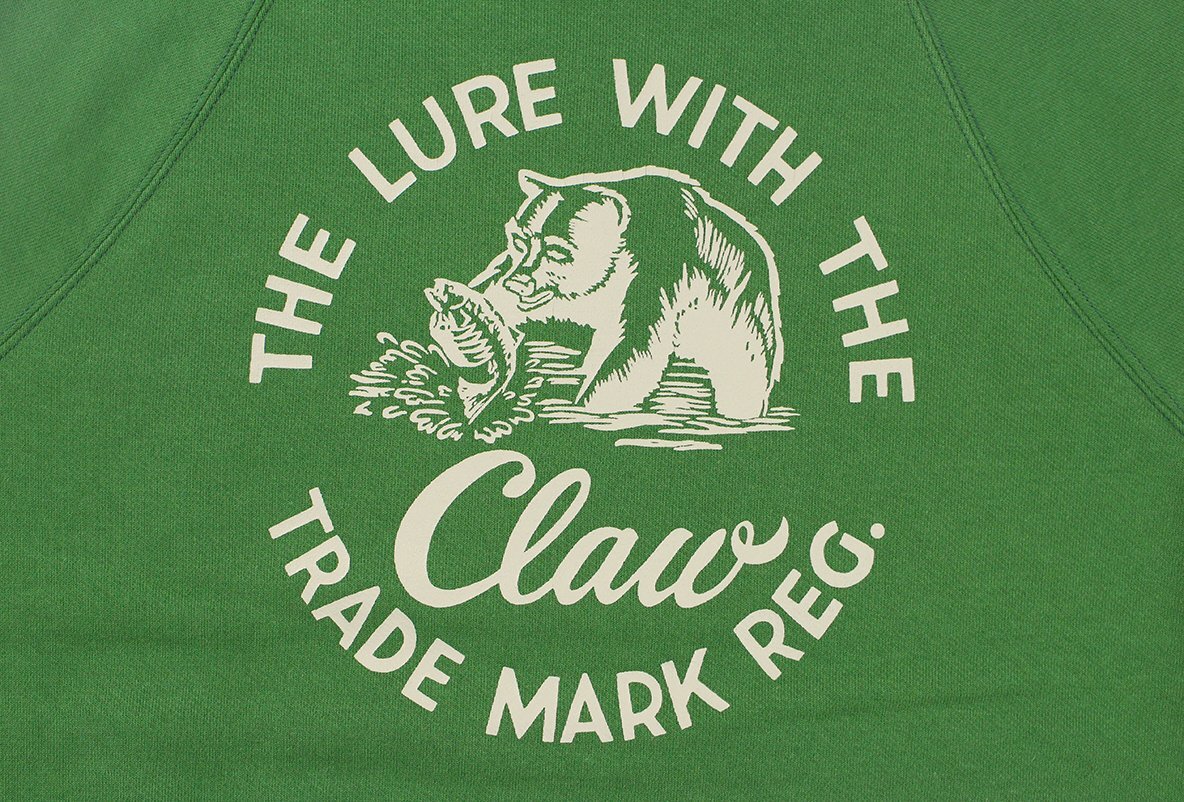 THE LURE WITH THE
Claw
TRADE MARK REG.